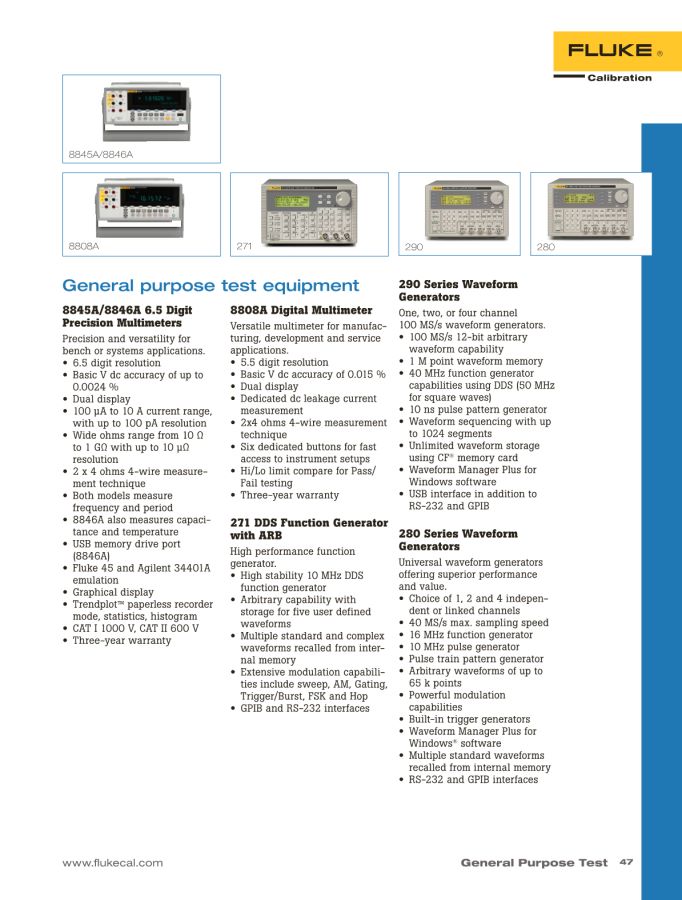 FLUKE ®
Calibration
8845A/8846A
8808A
271
290
280
General purpose test equipment
8845A/8846A 6.5 Digit
Precision Multimeters
Precision and versatility for
bench or systems applications.
• 6.5 digit resolution
• Basic V dc accuracy of up to
0.0024 %
• Dual display
• 100 µA to 10 A current range,
with up to 100 pA resolution
• Wide ohms range from 10 Ω
to 1 GΩ with up to 10 µΩ
resolution
• 2 x 4 ohms 4-wire measure-
ment technique
• Both models measure
frequency and period
• 8846A also measures capaci-
tance and temperature
• USB memory drive port
(8846A)
• Fluke 45 and Agilent 34401A
emulation
• Graphical display
• Trendplot™ paperless recorder
mode, statistics, histogram
• CAT I 1000 V, CAT II 600 V
• Three-year warranty
8808A Digital Multimeter
Versatile multimeter for manufac-
turing, development and service
applications.
• 5.5 digit resolution
• Basic V dc accuracy of 0.015 %
• Dual display
• Dedicated dc leakage current
measurement
• 2x4 ohms 4-wire measurement
technique
• Six dedicated buttons for fast
access to instrument setups
• Hi/Lo limit compare for Pass/
Fail testing
• Three-year warranty
271 DDS Function Generator
with ARB
High performance function
generator.
• High stability 10 MHz DDS
function generator
• Arbitrary capability with
storage for five user defined
waveforms
• Multiple standard and complex
waveforms recalled from inter-
nal memory
• Extensive modulation capabili-
ties include sweep, AM, Gating,
Trigger/Burst, FSK and Hop
• GPIB and RS-232 interfaces
290 Series Waveform
Generators
One, two, or four channel
100 MS/s waveform generators.
• 100 MS/s 12-bit arbitrary
waveform capability
• 1 M point waveform memory
• 40 MHz function generator
capabilities using DDS (50 MHz
for square waves)
• 10 ns pulse pattern generator
• Waveform sequencing with up
to 1024 segments
• Unlimited waveform storage
using CF® memory card
• Waveform Manager Plus for
Windows software
• USB interface in addition to
RS-232 and GPIB
280 Series Waveform
Generators
Universal waveform generators
offering superior performance
and value.
• Choice of 1, 2 and 4 indepen-
dent or linked channels
• 40 MS/s max. sampling speed
• 16 MHz function generator
• 10 MHz pulse generator
• Pulse train pattern generator
• Arbitrary waveforms of up to
65 k points
• Powerful modulation
capabilities
• Built-in trigger generators
• Waveform Manager Plus for
Windows® software
• Multiple standard waveforms
recalled from internal memory
• RS-232 and GPIB interfaces
www.flukecal.com
General Purpose Test 47